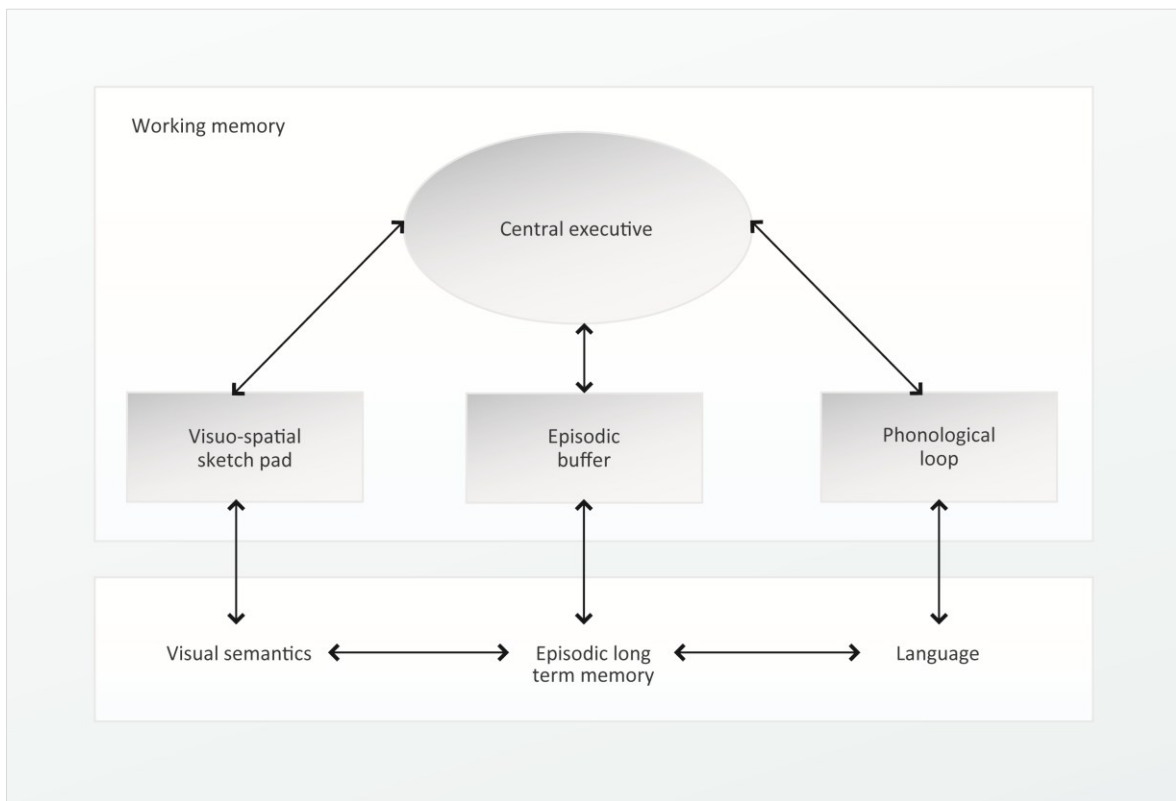 Working memory
Central executive
Visuo-spatial
sketch pad
Episodic
buffer
Phonological
loop
Visual semantics
Episodic long
term memory
Language